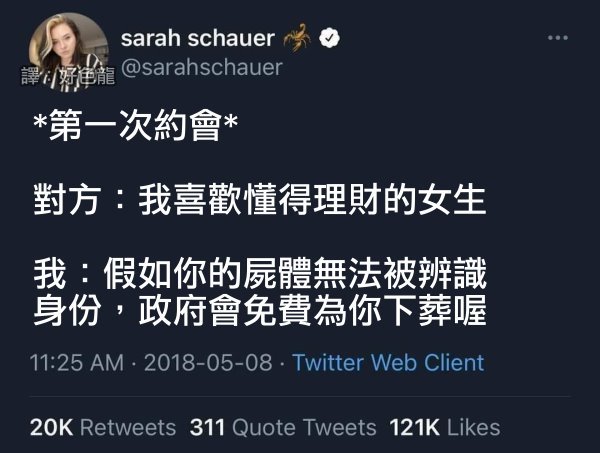 sarah schauer
譯：好色龍 @sarahschauer
*第一次約會*
對方：我喜歡懂得理財的女生
我：假如你的屍體無法被辨識
身份，政府會免費為你下葬喔
11:25 AM · 2018-05-08 · Twitter Web Client
20K Retweets 311 Quote Tweets 121K Likes